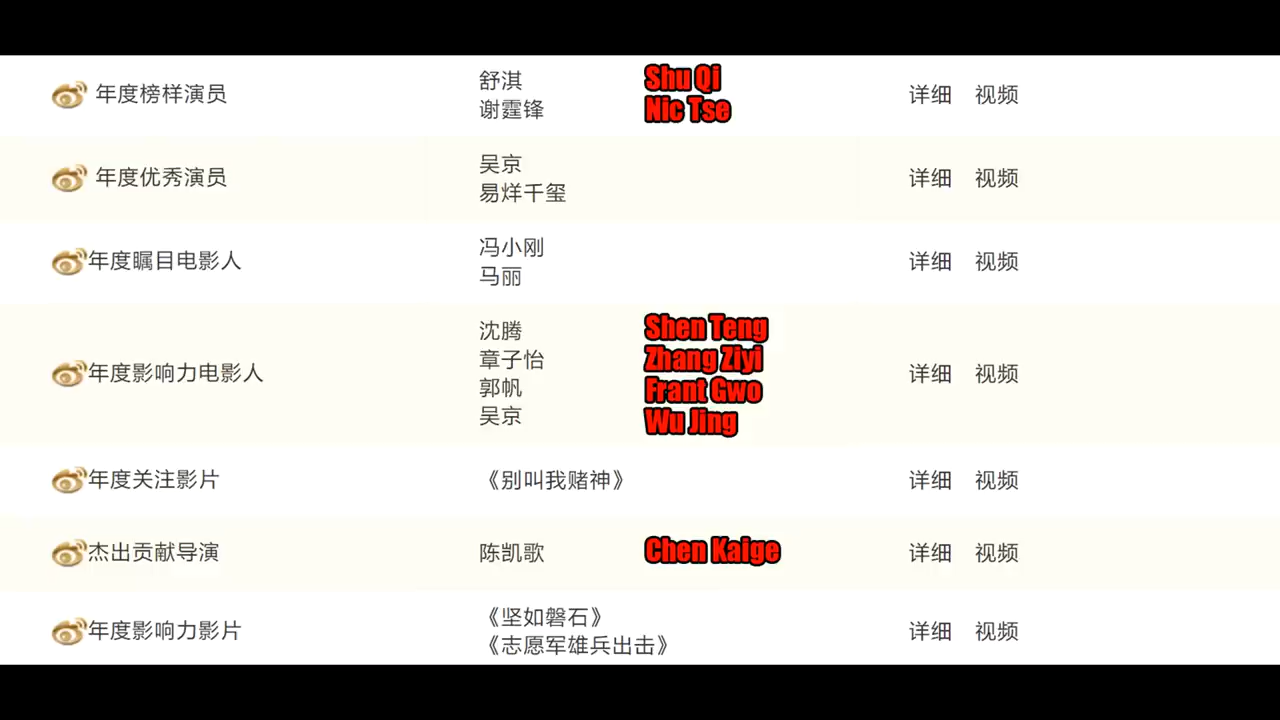 年度榜样演员
舒淇
谢霆锋
Shu Qi
Nic Tse
详细 视频
年度优秀演员
吴京
易烊千玺
详细 视频
年度瞩目电影人
冯小刚
马丽
详细 视频
年度影响力电影人
沈腾
章子怡
郭帆
吴京
Shen Teng
Zhang Ziyi
Frant Gwo
Wu Jing
详细 视频
年度关注影片
《别叫我赌神》
详细 视频
杰出贡献导演
陈凯歌
Chen Kaige
详细 视频
年度影响力影片
《坚如磐石》
《志愿军雄兵出击》
详细 视频